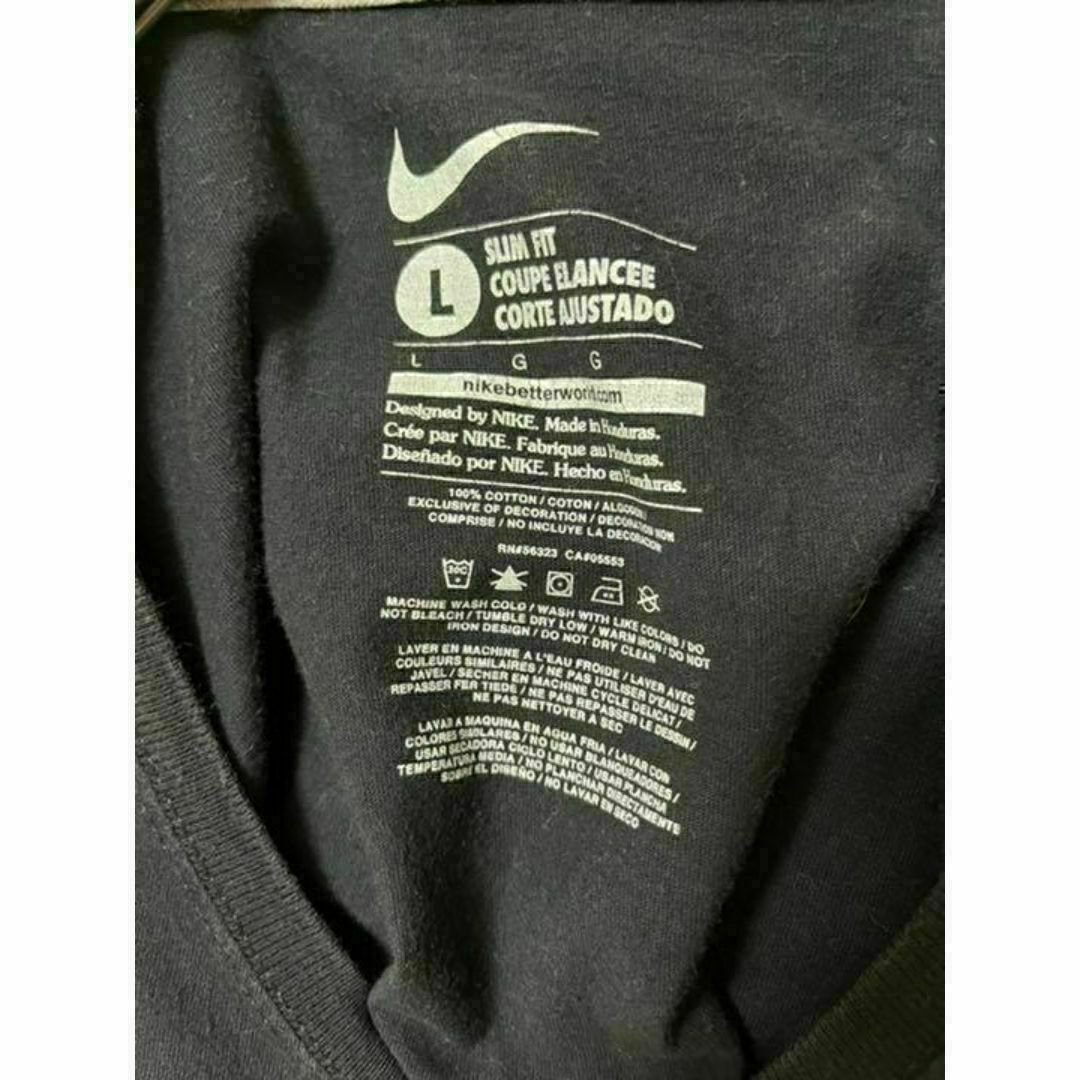 L
SLIM FIT
COUPE ELANCEE
CORTE AJUSTADO
L G G
nikebetterworld.com
Designed by NIKE. Made in Honduras.
Crée par NIKE. Fabrique au Honduras.
Diseñado por NIKE. Hecho en Honduras.
100% COTTON / COTON / ALGODON
EXCLUSIVE OF DECORATION / DECORATION NON
COMPRISE / NO INCLUYE LA DECORACION
RN#56323 CA#05553
30C
MACHINE WASH COLD / WASH WITH LIKE COLORS / DO
NOT BLEACH / TUMBLE DRY LOW / WARM IRON / DO NOT
IRON DESIGN / DO NOT DRY CLEAN
LAVER EN MACHINE A L'EAU FROIDE / LAVER AVEC
COULEURS SIMILAIRES / NE PAS UTILISER D'EAU DE
JAVEL / SECHER EN MACHINE CYCLE DELICAT /
REPASSER FER TIEDE / NE PAS REPASSER LE DESSIN /
NE PAS NETTOYER A SEC
LAVAR A MAQUINA EN AGUA FRIA / LAVAR CON
COLORES SIMILARES / NO USAR BLANQUEADORES /
USAR SECADORA CICLO LENTO / USAR PLANCHA
TEMPERATURA MEDIA / NO PLANCHAR DIRECTAMENTE
SOBRE EL DISEÑO / NO LAVAR EN SECO